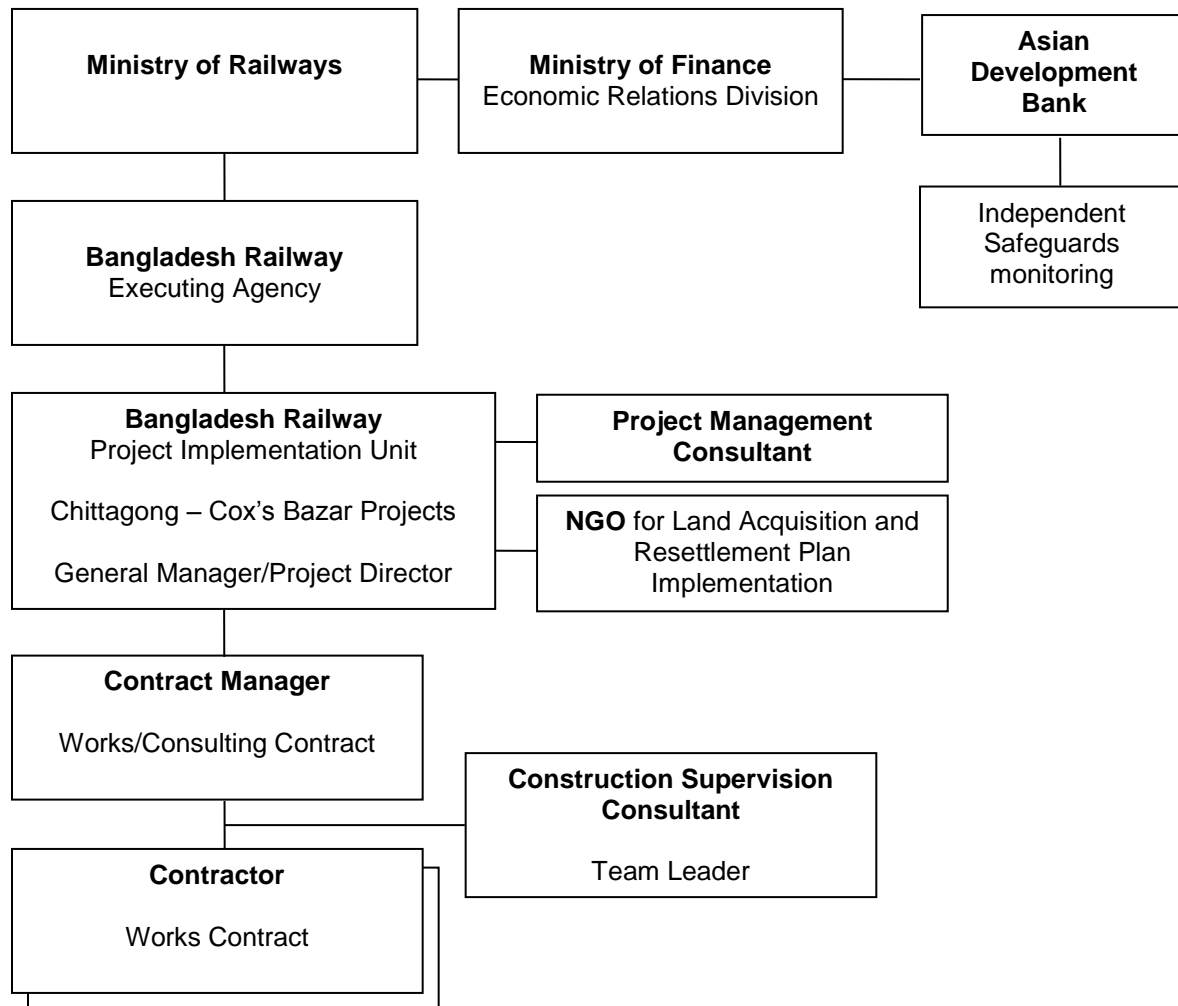 Ministry of Railways
Ministry of Finance
Economic Relations Division
Asian
Development
Bank
Independent
Safeguards
monitoring
Bangladesh Railway
Executing Agency
Bangladesh Railway
Project Implementation Unit
Chittagong – Cox's Bazar Projects
General Manager/Project Director
Project Management
Consultant
NGO for Land Acquisition and
Resettlement Plan
Implementation
Contract Manager
Works/Consulting Contract
Construction Supervision
Consultant
Team Leader
Contractor
Works Contract